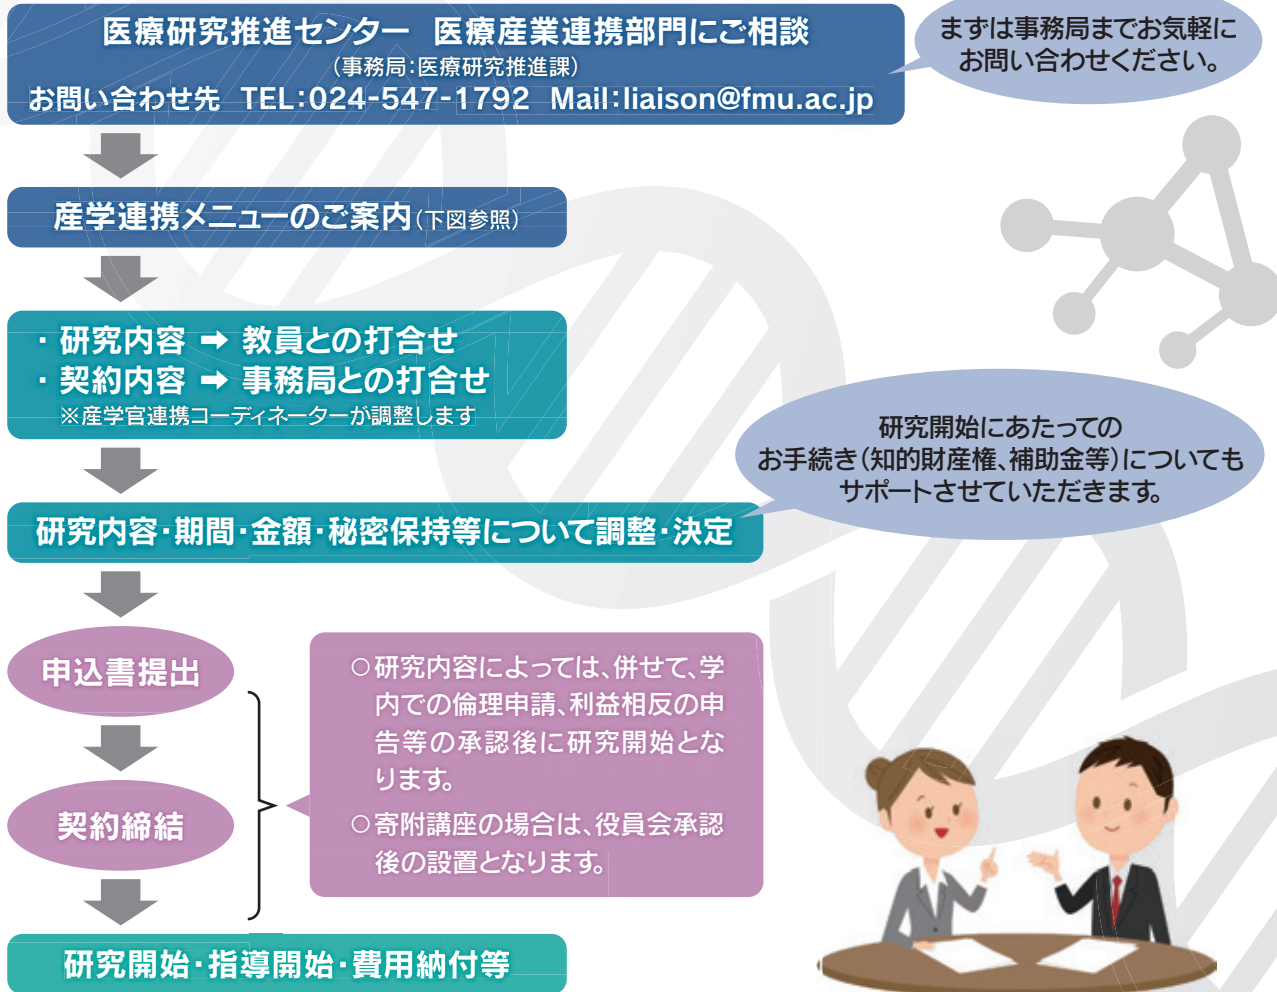 医療研究推進センター　医療産業連携部門にご相談
（事務局：医療研究推進課）
お問い合わせ先　TEL：024-547-1792　Mail：liaison@fmu.ac.jp
まずは事務局までお気軽に
お問い合わせください。
産学連携メニューのご案内（下図参照）
・研究内容 ➡ 教員との打合せ
・契約内容 ➡ 事務局との打合せ
※産学官連携コーディネーターが調整します
研究開始にあたっての
お手続き（知的財産権、補助金等）についても
サポートさせていただきます。
研究内容・期間・金額・秘密保持等について調整・決定
申込書提出
契約締結
○研究内容によっては、併せて、学
内での倫理申請、利益相反の申
告等の承認後に研究開始とな
ります。
○寄附講座の場合は、役員会承認
後の設置となります。
研究開始・指導開始・費用納付等